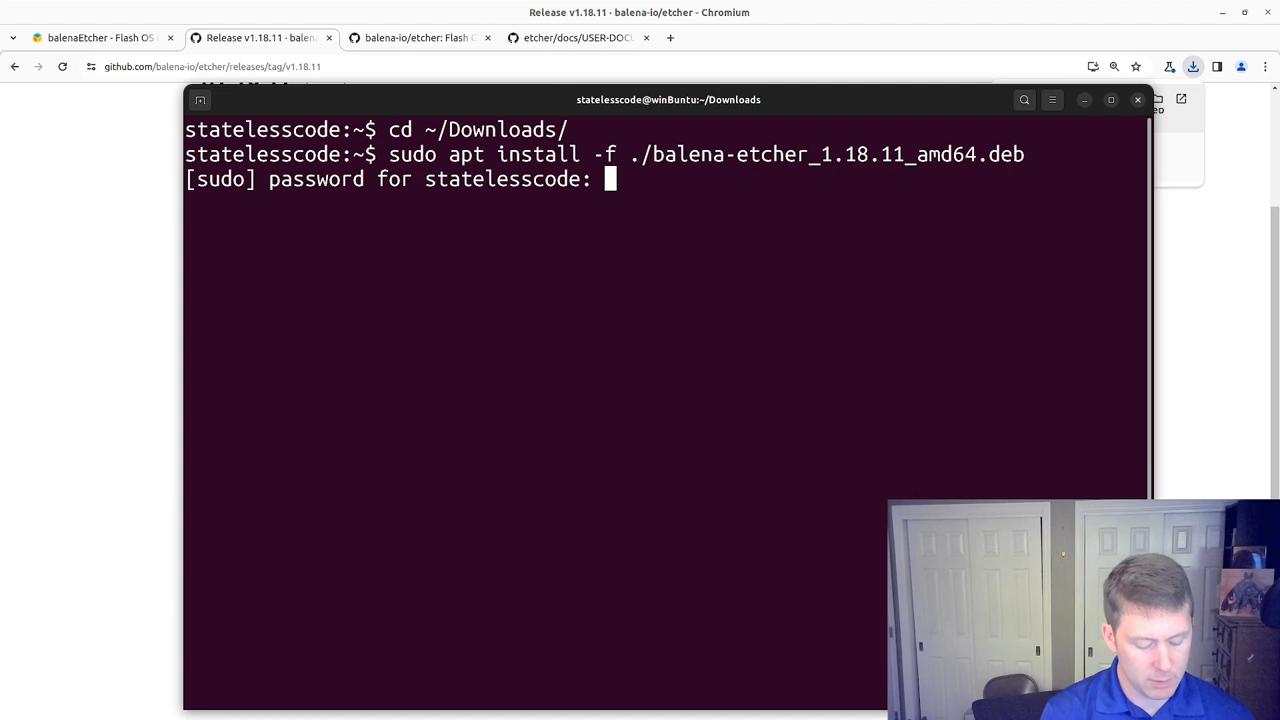 Release v1.18.11 · balena-io/etcher - Chromium
balenaEtcher - Flash OS
Release v1.18.11 · balena
balena-io/etcher: Flash
etcher/docs/USER-DOCU
github.com/balena-io/etcher/releases/tag/v1.18.11
statelesscode@winBuntu:~/Downloads
statelesscode:~$ cd ~/Downloads/
statelesscode:~$ sudo apt install -f ./balena-etcher_1.18.11_amd64.deb
[sudo] password for statelesscode: